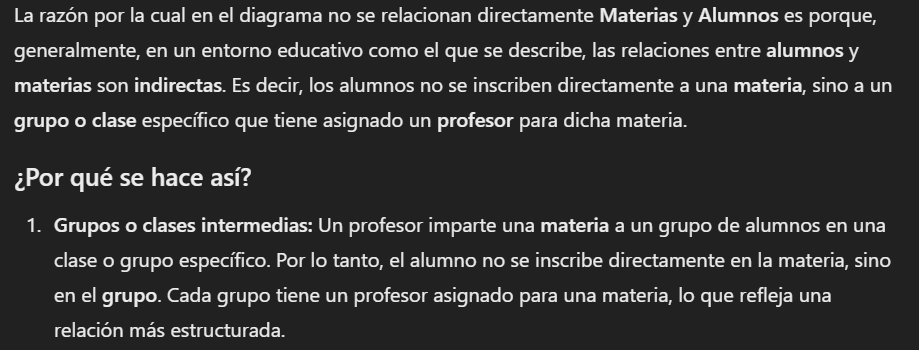 La razón por la cual en el diagrama no se relacionan directamente Materias y Alumnos es porque,
generalmente, en un entorno educativo como el que se describe, las relaciones entre alumnos y
materias son indirectas. Es decir, los alumnos no se inscriben directamente a una materia, sino a un
grupo o clase específico que tiene asignado un profesor para dicha materia.
¿Por qué se hace así?
1. Grupos o clases intermedias: Un profesor imparte una materia a un grupo de alumnos en una
clase o grupo específico. Por lo tanto, el alumno no se inscribe directamente en la materia, sino
en el grupo. Cada grupo tiene un profesor asignado para una materia, lo que refleja una
relación más estructurada.